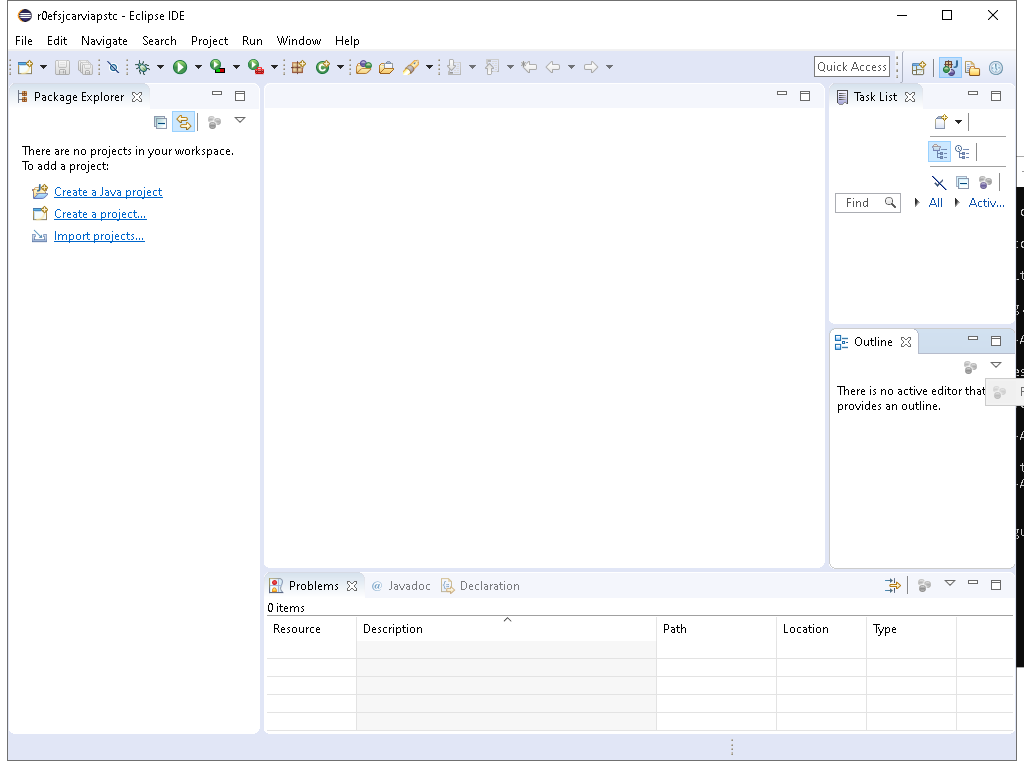 r0efsjcarviapstc - Eclipse IDE
File Edit Navigate Search Project Run Window Help
Quick Access
Package Explorer
There are no projects in your workspace.
To add a project:
Create a Java project
Create a project...
Import projects...
Task List
Find All Activ...
Outline
There is no active editor that
provides an outline.
Problems @ Javadoc Declaration
0 items
Resource Description Path Location Type